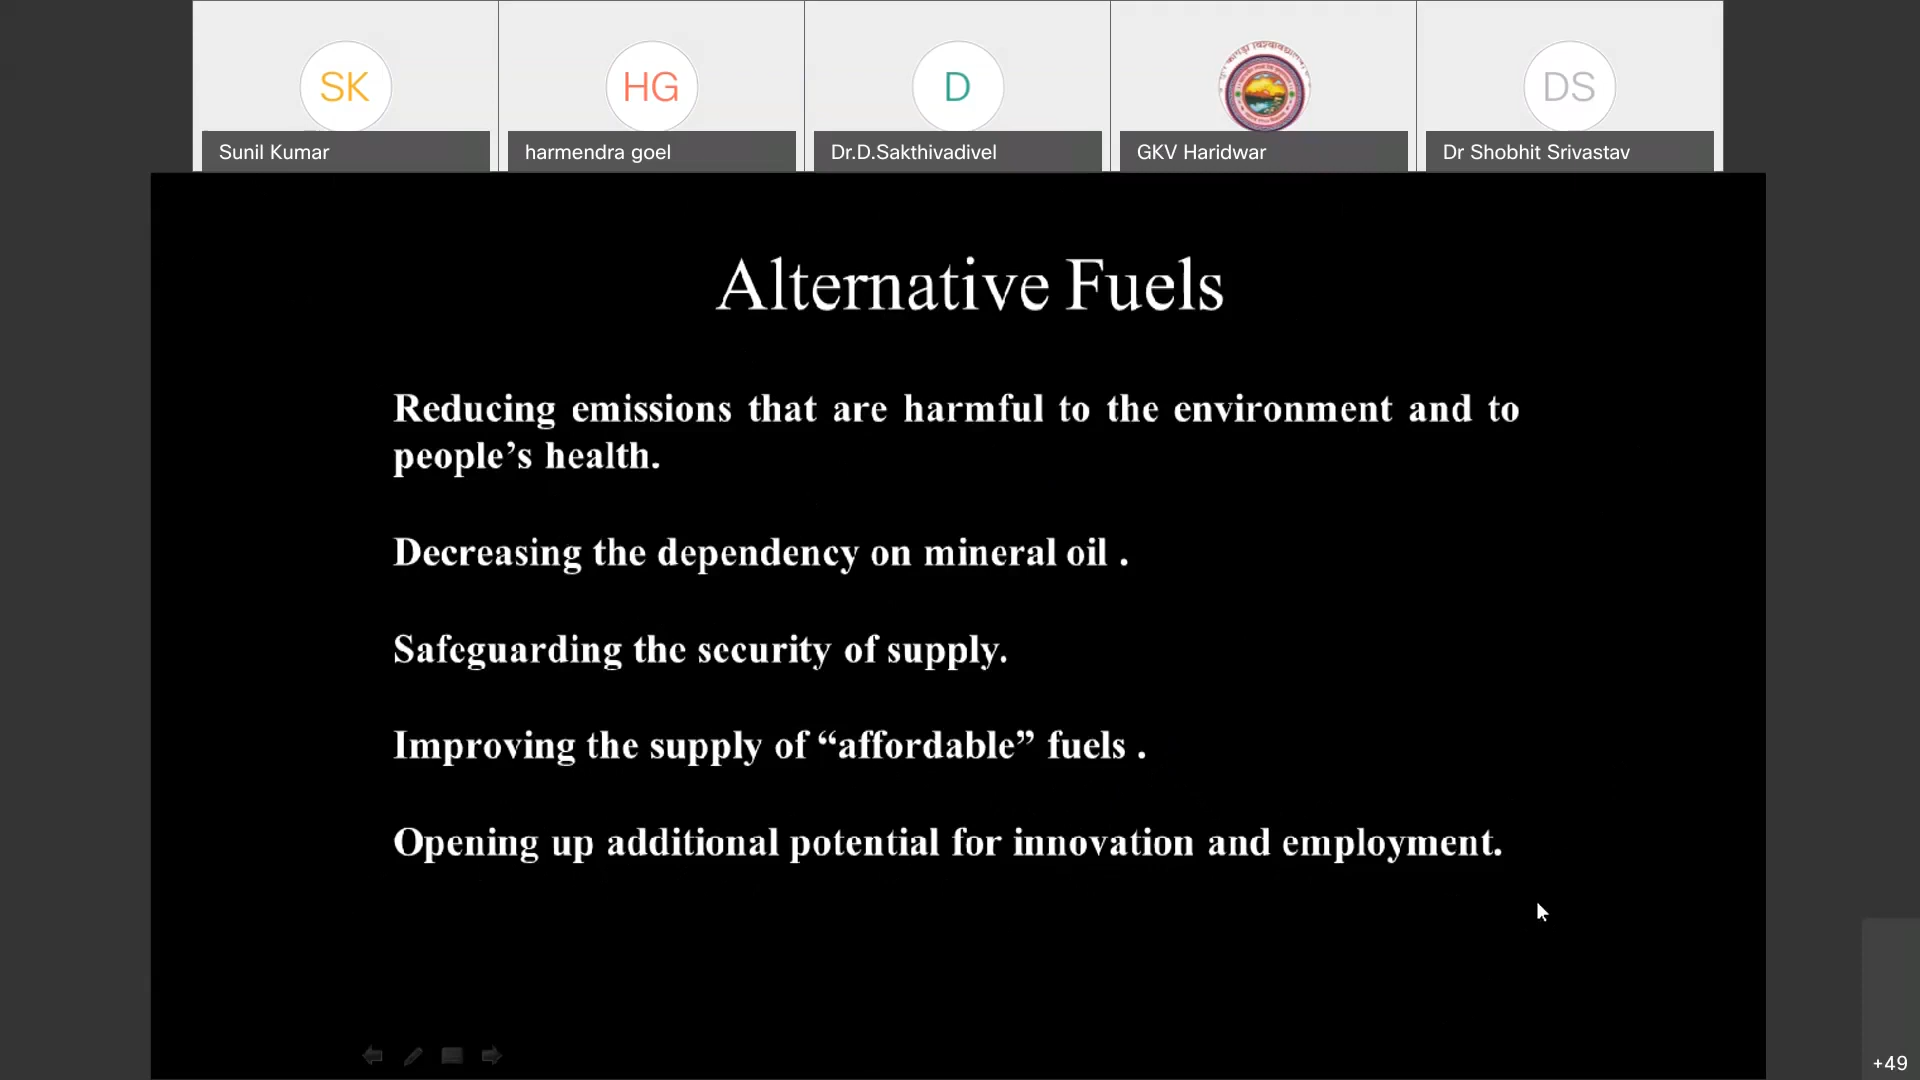 SK
HG
D
DS
Sunil Kumar
harmendra goel
Dr.D.Sakthivadivel
GKV Haridwar
Dr Shobhit Srivastav
Alternative Fuels
Reducing emissions that are harmful to the environment and to
people’s health.
Decreasing the dependency on mineral oil .
Safeguarding the security of supply.
Improving the supply of “affordable” fuels .
Opening up additional potential for innovation and employment.
+49